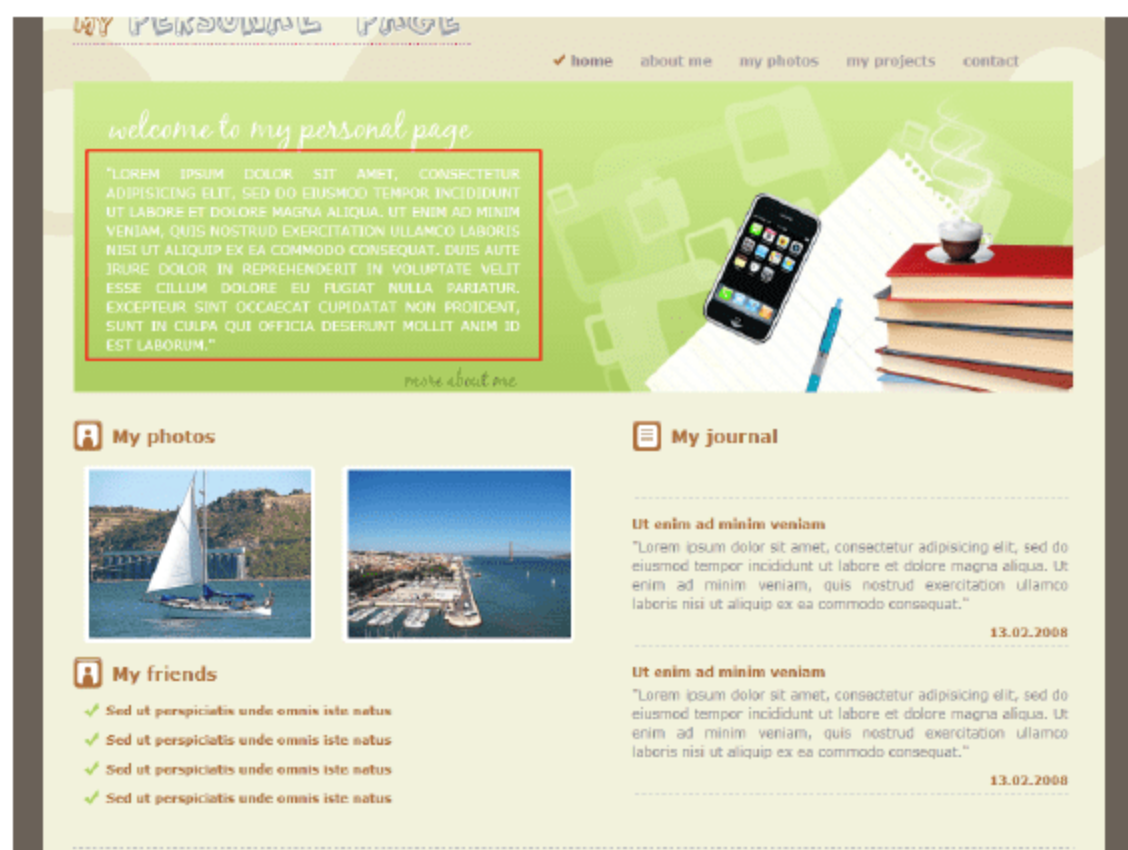 MY PERSONAL PAGE
home about me my photos my projects contact
welcome to my personal page
"LOREM IPSUM DOLOR SIT AMET, CONSECTETUR
ADIPISICING ELIT, SED DO EIUSMOD TEMPOR INCIDIDUNT
UT LABORE ET DOLORE MAGNA ALIQUA. UT ENIM AD MINIM
VENIAM, QUIS NOSTRUD EXERCITATION ULLAMCO LABORIS
NISI UT ALIQUIP EX EA COMMODO CONSEQUAT. DUIS AUTE
IRURE DOLOR IN REPREHENDERIT IN VOLUPTATE VELIT
ESSE CILLUM DOLORE EU FUGIAT NULLA PARIATUR.
EXCEPTEUR SINT OCCAECAT CUPIDATAT NON PROIDENT,
SUNT IN CULPA QUI OFFICIA DESERUNT MOLLIT ANIM ID
EST LABORUM."
more about me
My photos
My friends
Sed ut perspiciatis unde omnis iste natus
Sed ut perspiciatis unde omnis iste natus
Sed ut perspiciatis unde omnis iste natus
Sed ut perspiciatis unde omnis iste natus
My journal
Ut enim ad minim veniam
"Lorem ipsum dolor sit amet, consectetur adipisicing elit, sed do
eiusmod tempor incididunt ut labore et dolore magna aliqua. Ut
enim ad minim veniam, quis nostrud exercitation ullamco
laboris nisi ut aliquip ex ea commodo consequat."
13.02.2008
Ut enim ad minim veniam
"Lorem ipsum dolor sit amet, consectetur adipisicing elit, sed do
eiusmod tempor incididunt ut labore et dolore magna aliqua. Ut
enim ad minim veniam, quis nostrud exercitation ullamco
laboris nisi ut aliquip ex ea commodo consequat."
13.02.2008